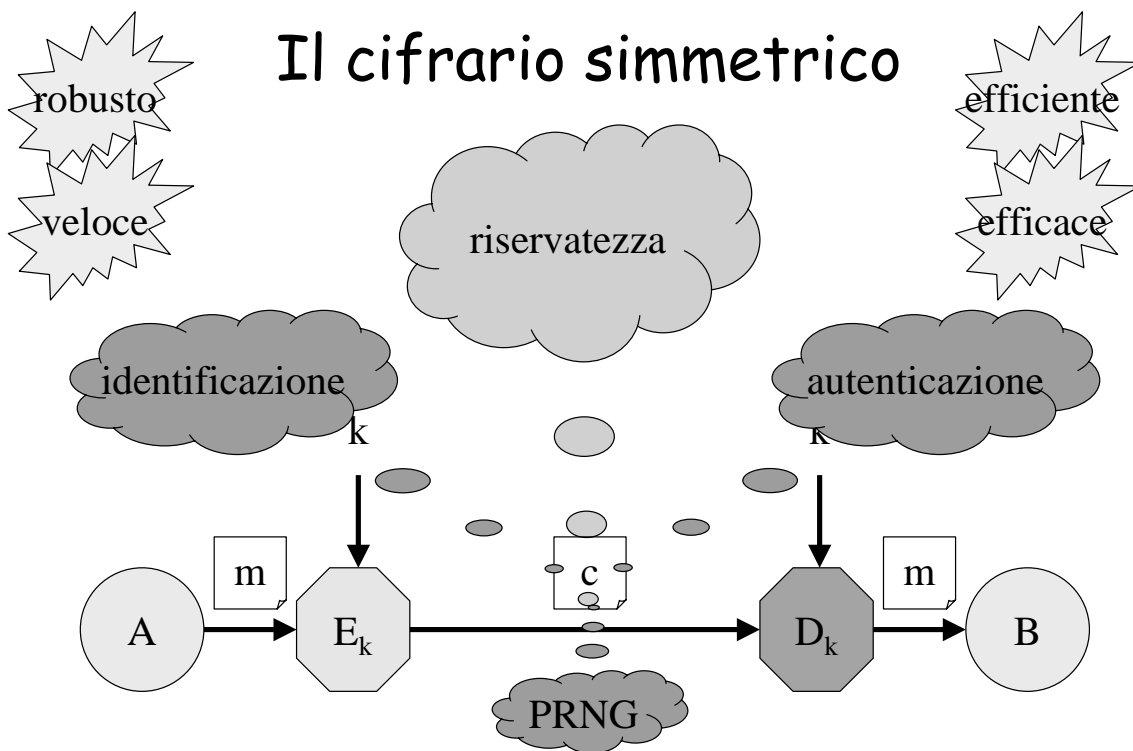 Il cifrario simmetrico
robusto
efficiente
veloce
efficace
riservatezza
identificazione
autenticazione
k
k
m
c
m
A
Ek
Dk
B
PRNG